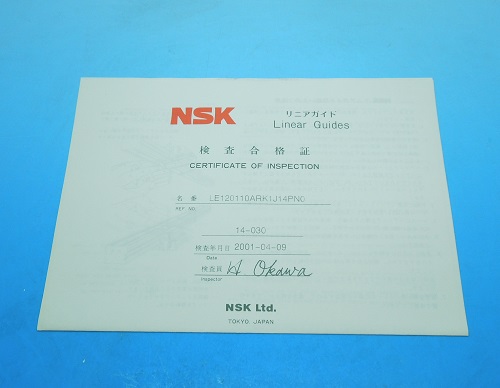 NSK
リニアガイド
Linear Guides
検査合格証
CERTIFICATE OF INSPECTION
名番 LE120110ARK1J14PN0
REF. NO.
14-030
検査年月日 2001-04-09
Date
検査員 H Okawa
Inspector
NSK Ltd.
TOKYO JAPAN